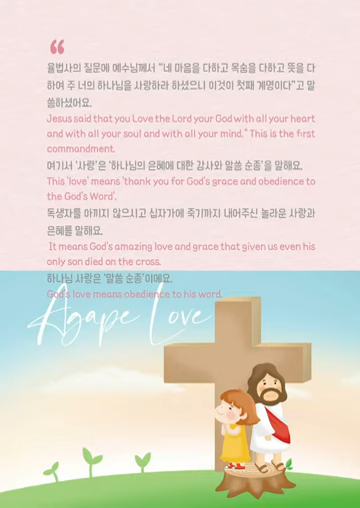 “
율법사의 질문에 예수님께서 “네 마음을 다하고 목숨을 다하고 뜻을 다
하여 주 너의 하나님을 사랑하라 하셨으니 이것이 첫째 계명이다”고 말
씀하셨어요.
Jesus said that you Love the Lord your God with all your heart
and with all your soul and with all your mind.” This is the first
commandment.
여기서 ‘사랑’은 ‘하나님의 은혜에 대한 감사와 말씀 순종’을 말해요.
This ‘love’ means ‘thank you for God’s grace and obedience to
the God’s Word’.
독생자를 아끼지 않으시고 십자가에 죽기까지 내어주신 놀라운 사랑과
은혜를 말해요.
It means God’s amazing love and grace that given us even his
only son died on the cross.
하나님 사랑은 ‘말씀 순종’이에요.
God’s love means obedience to his word.
Agape Love